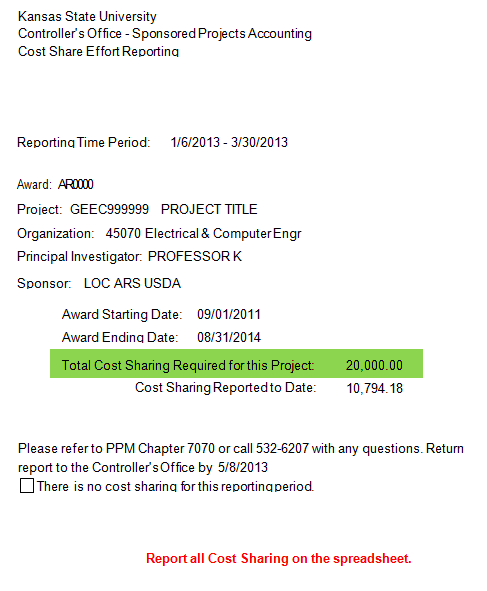 Kansas State University
Controller's Office - Sponsored Projects Accounting
Cost Share Effort Reporting
Reporting Time Period: 1/6/2013 - 3/30/2013
Award: AR0000
Project: GEEC999999 PROJECT TITLE
Organization: 45070 Electrical & Computer Engr
Principal Investigator: PROFESSOR K
Sponsor: LOC ARS USDA
Award Starting Date: 09/01/2011
Award Ending Date: 08/31/2014
Total Cost Sharing Required for this Project: 20,000.00
Cost Sharing Reported to Date: 10,794.18
Please refer to PPM Chapter 7070 or call 532-6207 with any questions. Return
report to the Controller's Office by 5/8/2013
There is no cost sharing for this reporting period.
Report all Cost Sharing on the spreadsheet.